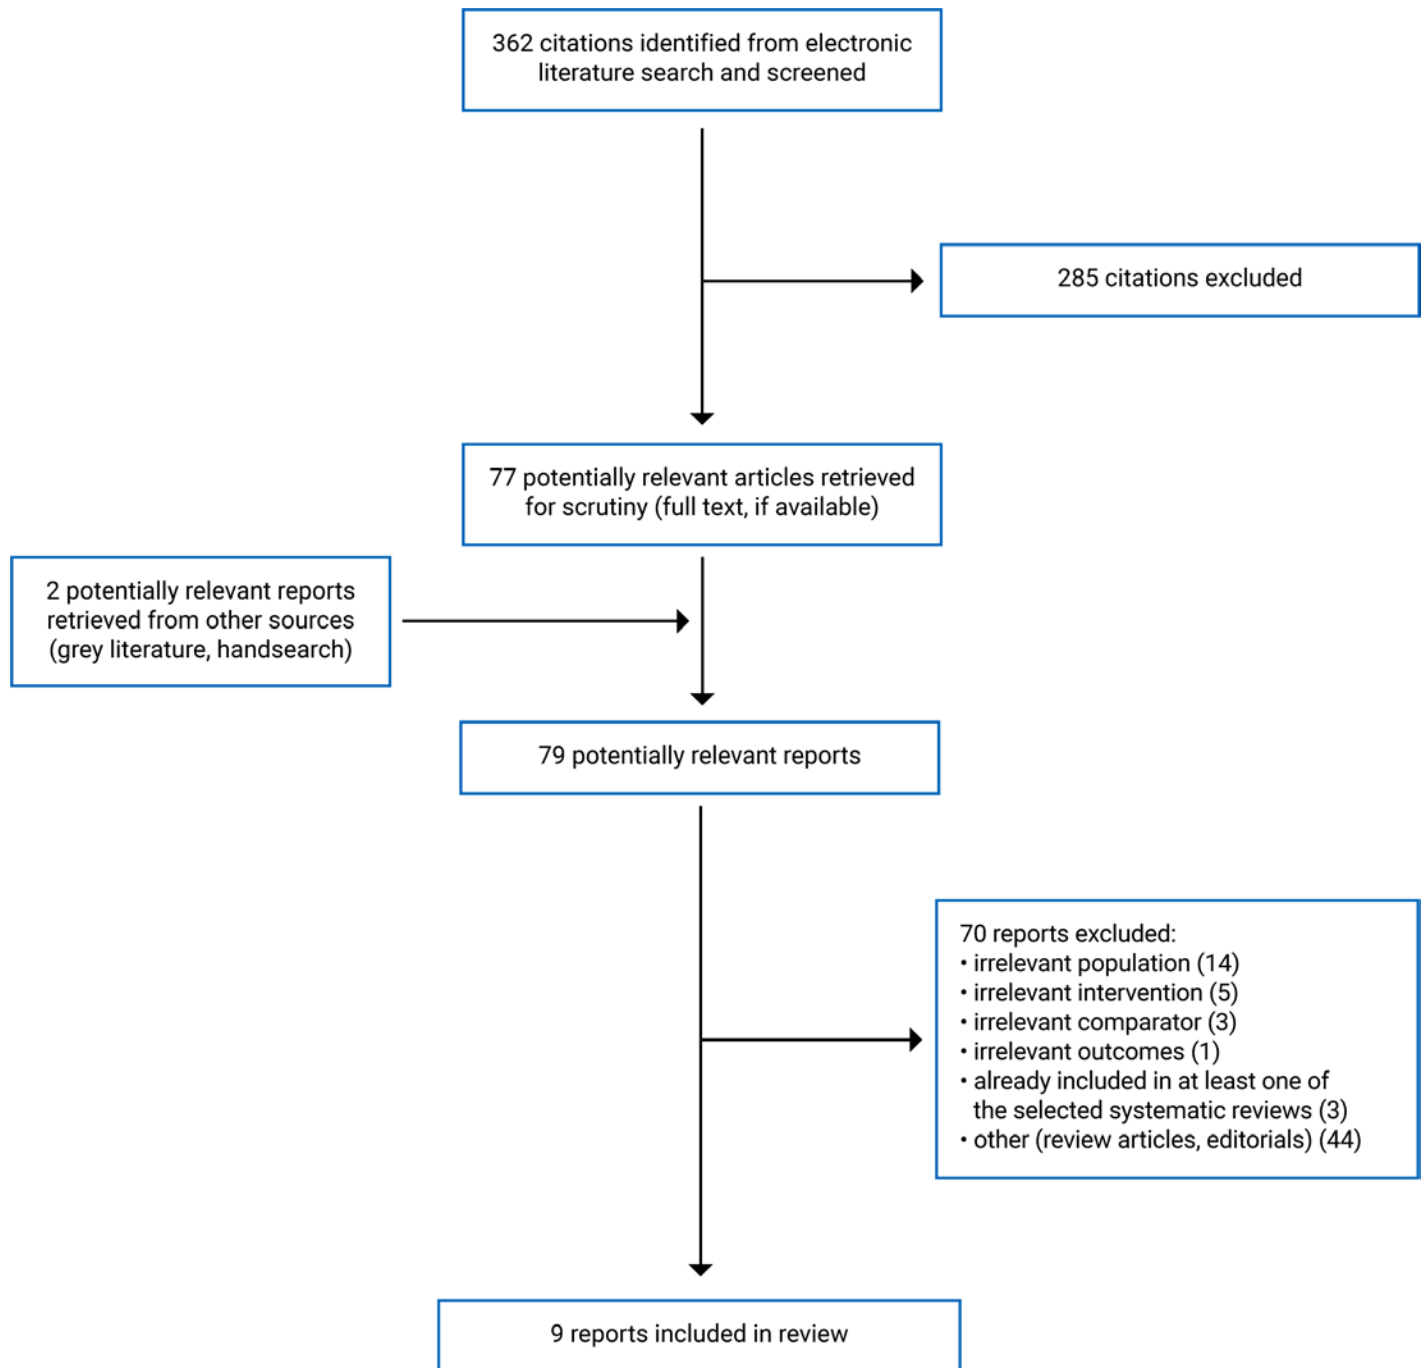 362 citations identified from electronic
literature search and screened
285 citations excluded
77 potentially relevant articles retrieved
for scrutiny (full text, if available)
2 potentially relevant reports
retrieved from other sources
(grey literature, handsearch)
79 potentially relevant reports
70 reports excluded:
• irrelevant population (14)
• irrelevant intervention (5)
• irrelevant comparator (3)
• irrelevant outcomes (1)
• already included in at least one of
the selected systematic reviews (3)
• other (review articles, editorials) (44)
9 reports included in review